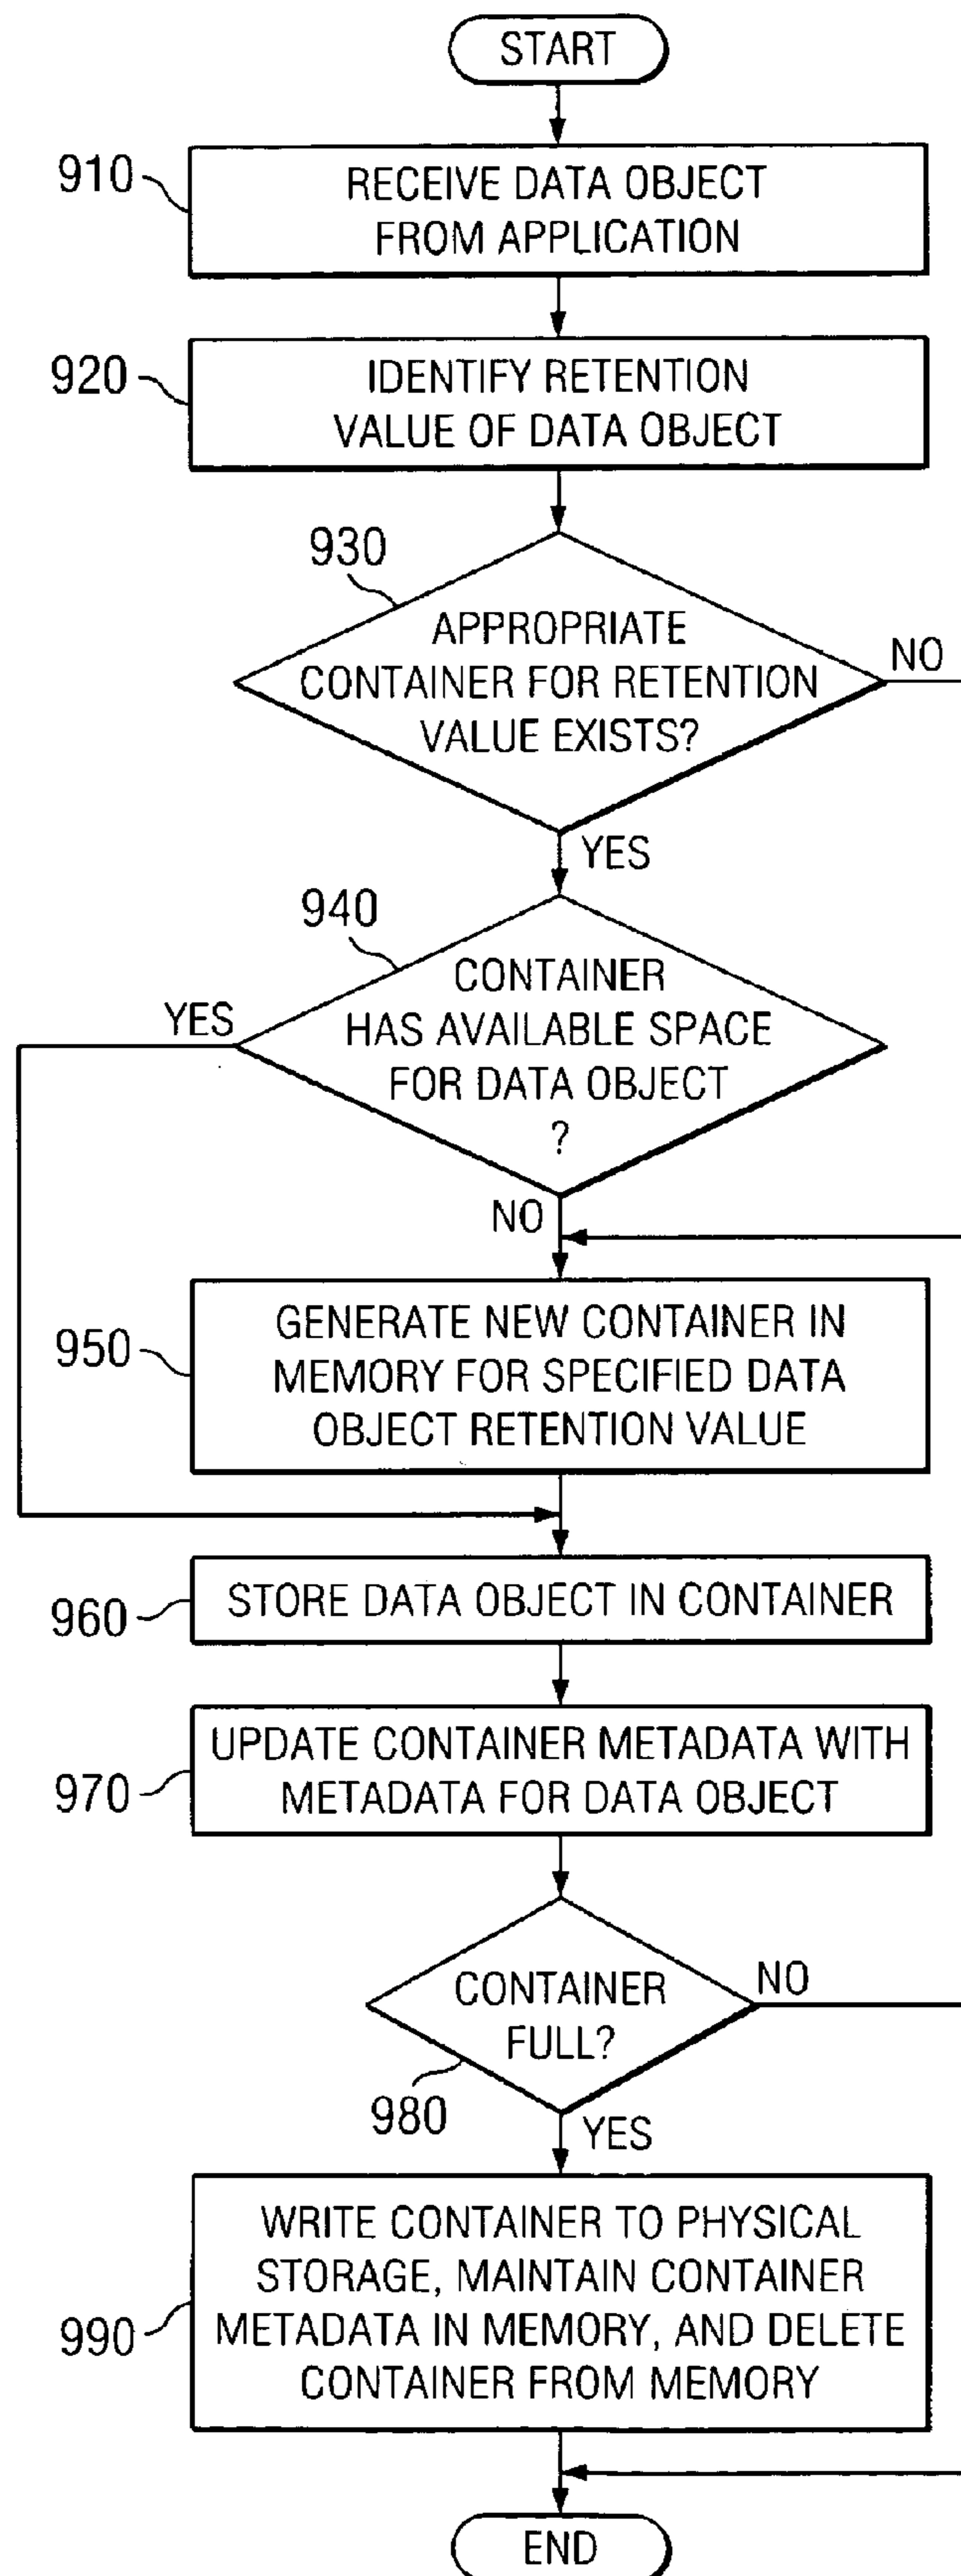 START
910
RECEIVE DATA OBJECT
FROM APPLICATION
920
IDENTIFY RETENTION
VALUE OF DATA OBJECT
930
APPROPRIATE
CONTAINER FOR RETENTION
VALUE EXISTS?
NO
YES
940
CONTAINER
HAS AVAILABLE SPACE
FOR DATA OBJECT
?
YES
NO
950
GENERATE NEW CONTAINER IN
MEMORY FOR SPECIFIED DATA
OBJECT RETENTION VALUE
960
STORE DATA OBJECT IN CONTAINER
970
UPDATE CONTAINER METADATA WITH
METADATA FOR DATA OBJECT
CONTAINER
FULL?
NO
980
YES
990
WRITE CONTAINER TO PHYSICAL
STORAGE, MAINTAIN CONTAINER
METADATA IN MEMORY, AND DELETE
CONTAINER FROM MEMORY
END